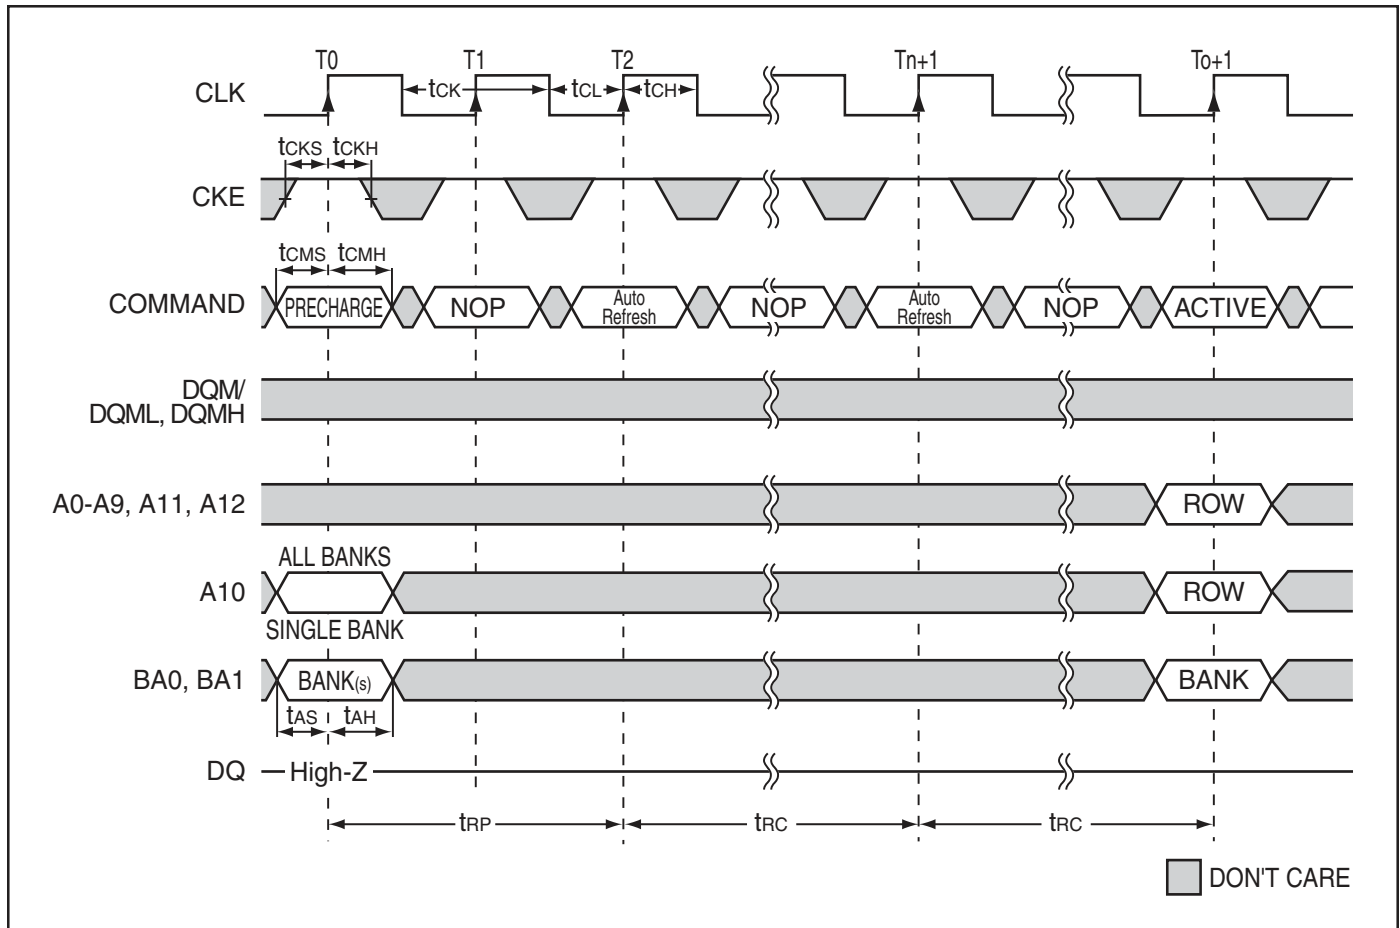 T0 T1 T2 Tn+1 To+1
CLK tCK tCL tCH
tCKS tCKH
CKE
tCMS tCMH
COMMAND PRECHARGE NOP Auto Refresh NOP Auto Refresh NOP ACTIVE
DQM/
DQML, DQMH
A0-A9, A11, A12 ROW
ALL BANKS
A10 ROW
SINGLE BANK
BA0, BA1 BANK(s) BANK
tAS tAH
DQ High-Z
tRP tRC tRC
DON'T CARE